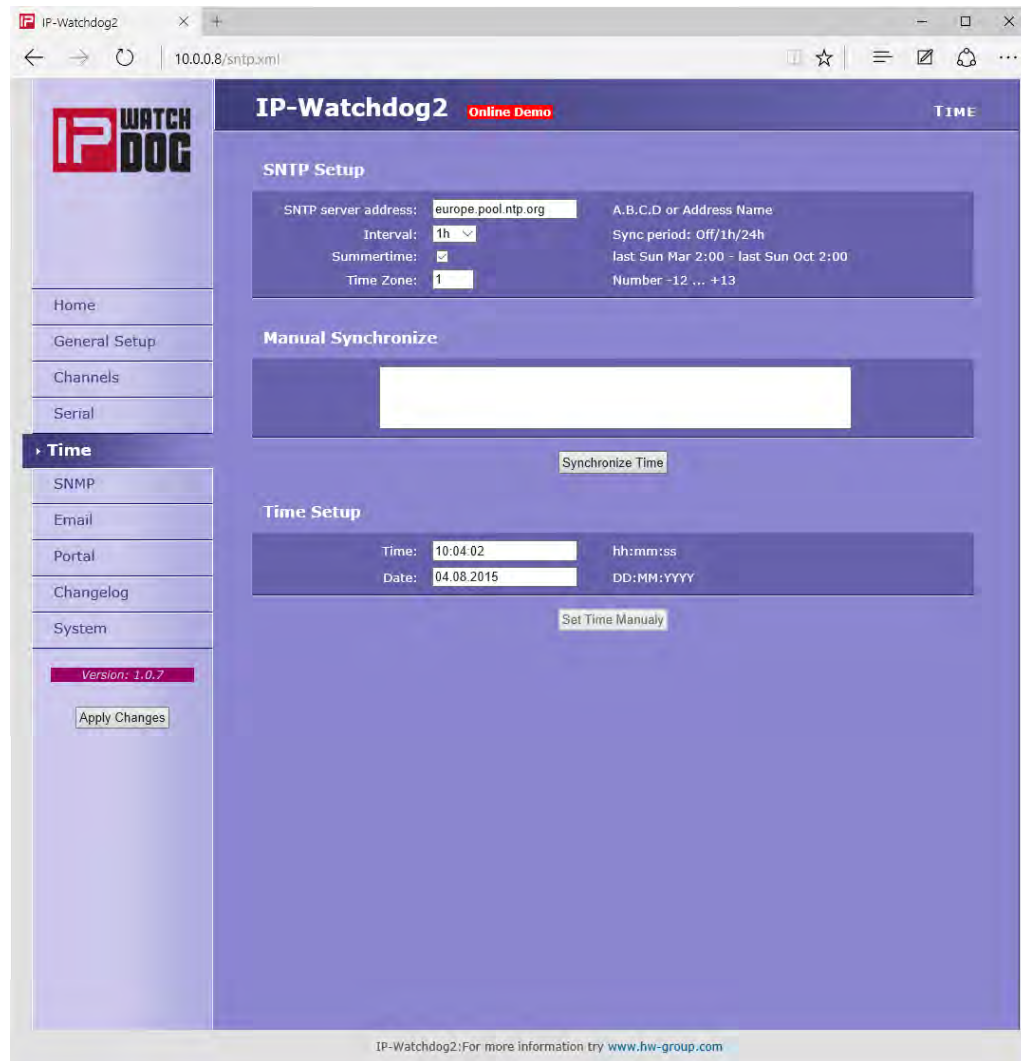 IP-Watchdog2
10.0.0.8/sntp.xml
IP WATCH DOG
IP-Watchdog2 Online Demo TIME
SNTP Setup
SNTP server address: europe.pool.ntp.org A.B.C.D or Address Name
Interval: 1h Sync period: Off/1h/24h
Summertime: last Sun Mar 2:00 - last Sun Oct 2:00
Time Zone: 1 Number -12 ... +13
Home
General Setup
Channels
Serial
Time
SNMP
Email
Portal
Changelog
System
Version: 1.0.7
Apply Changes
Manual Synchronize
Synchronize Time
Time Setup
Time: 10:04:02 hh:mm:ss
Date: 04.08.2015 DD:MM:YYYY
Set Time Manualy
IP-Watchdog2:For more information try www.hw-group.com